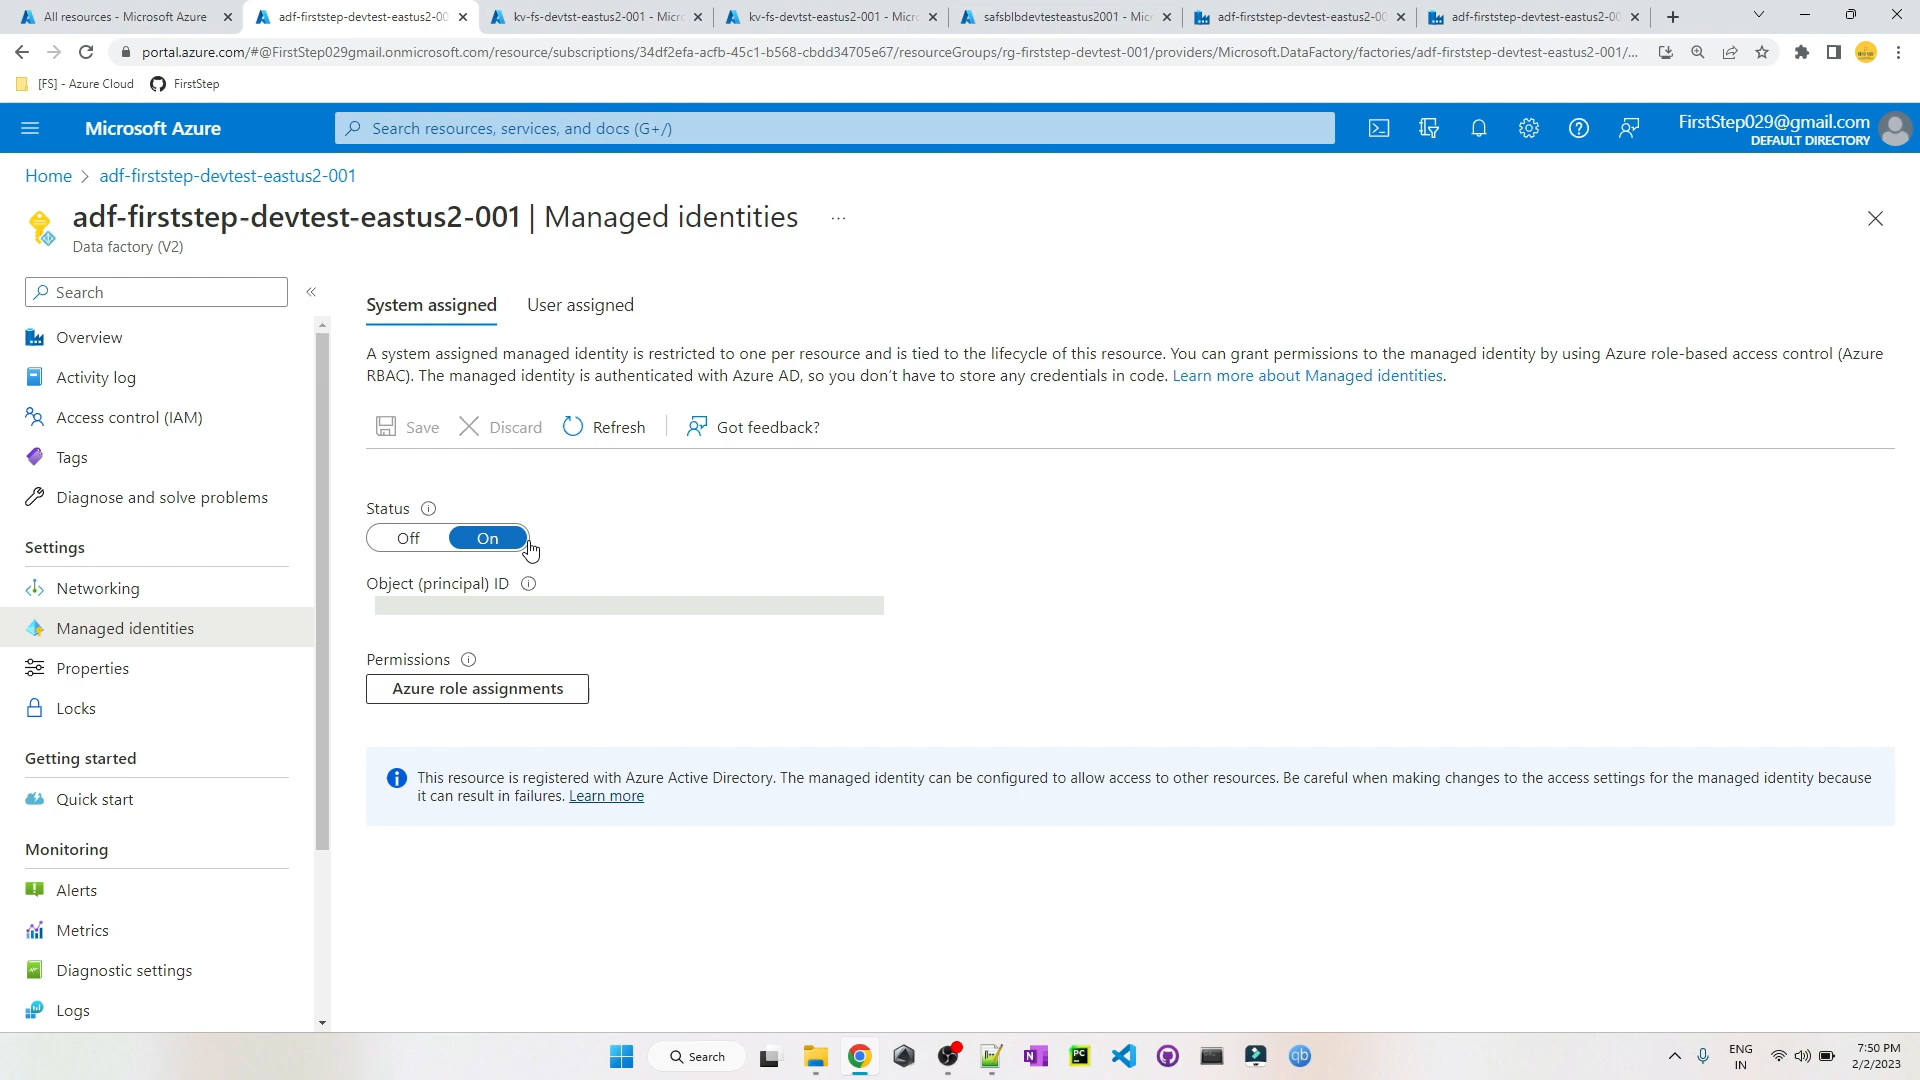 All resources - Microsoft Azure
adf-firststep-devtest-eastus2-00
kv-fs-devtst-eastus2-001 - Micro
kv-fs-devtst-eastus2-001 - Micro
safsblbdevtesteastus2001 - Micr
adf-firststep-devtest-eastus2-00
adf-firststep-devtest-eastus2-00
portal.azure.com/#@FirstStep029gmail.onmicrosoft.com/resource/subscriptions/34df2efa-acfb-45c1-b568-cbdd34705e67/resourceGroups/rg-firststep-devtest-001/providers/Microsoft.DataFactory/factories/adf-firststep-devtest-eastus2-001/...
[FS] - Azure Cloud
FirstStep
Microsoft Azure
Search resources, services, and docs (G+/)
FirstStep029@gmail.com
DEFAULT DIRECTORY
Home > adf-firststep-devtest-eastus2-001
adf-firststep-devtest-eastus2-001 | Managed identities ...
Data factory (V2)
Search
Overview
Activity log
Access control (IAM)
Tags
Diagnose and solve problems
Settings
Networking
Managed identities
Properties
Locks
Getting started
Quick start
Monitoring
Alerts
Metrics
Diagnostic settings
Logs
System assigned
User assigned
A system assigned managed identity is restricted to one per resource and is tied to the lifecycle of this resource. You can grant permissions to the managed identity by using Azure role-based access control (Azure
RBAC). The managed identity is authenticated with Azure AD, so you don't have to store any credentials in code. Learn more about Managed identities.
Save
Discard
Refresh
Got feedback?
Status
Off
On
Object (principal) ID
Permissions
Azure role assignments
This resource is registered with Azure Active Directory. The managed identity can be configured to allow access to other resources. Be careful when making changes to the access settings for the managed identity because
it can result in failures. Learn more
Search
PC
qb
ENG
IN
7:50 PM
2/2/2023